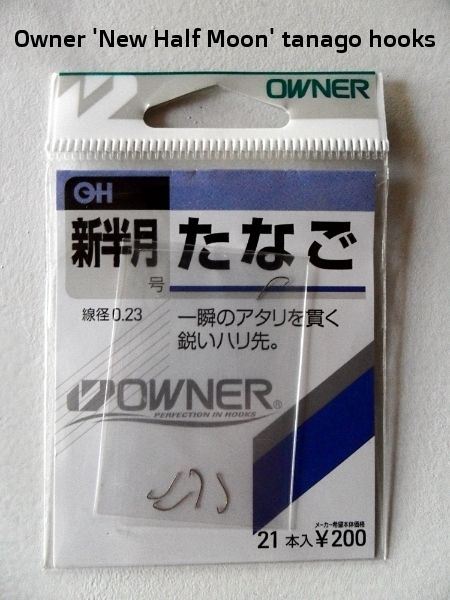 Owner 'New Half Moon' tanago hooks
OWNER
OH
新半月 たなご
号
線径0.23
一瞬のアタリを貫く
鋭いハリ先。
OWNER®
PERFECTION IN HOOKS
メーカー希望本体価格
21本入¥200